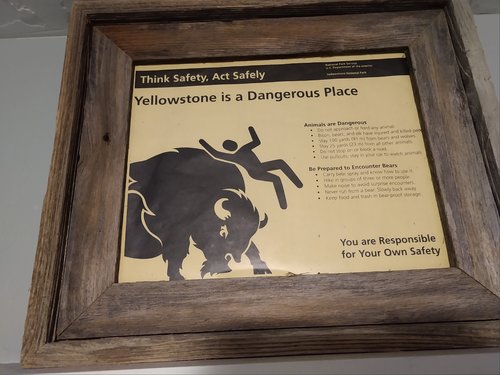 Think Safety, Act Safely
National Park Service
U.S. Department of the Interior
Yellowstone National Park
Yellowstone is a Dangerous Place
Animals are Dangerous
• Do not approach or feed any animal.
• Bison, bears, and elk have injured and killed peo
• Stay 100 yards (91 m) from bears and wolves.
• Stay 25 yards (23 m) from all other animals.
• Do not stop on or block a road.
• Use pullouts; stay in your car to watch animals.
Be Prepared to Encounter Bears
• Carry bear spray and know how to use it.
• Hike in groups of three or more people.
• Make noise to avoid surprise encounters.
• Never run from a bear. Slowly back away.
• Keep food and trash in bear-proof storage.
You are Responsible
for Your Own Safety